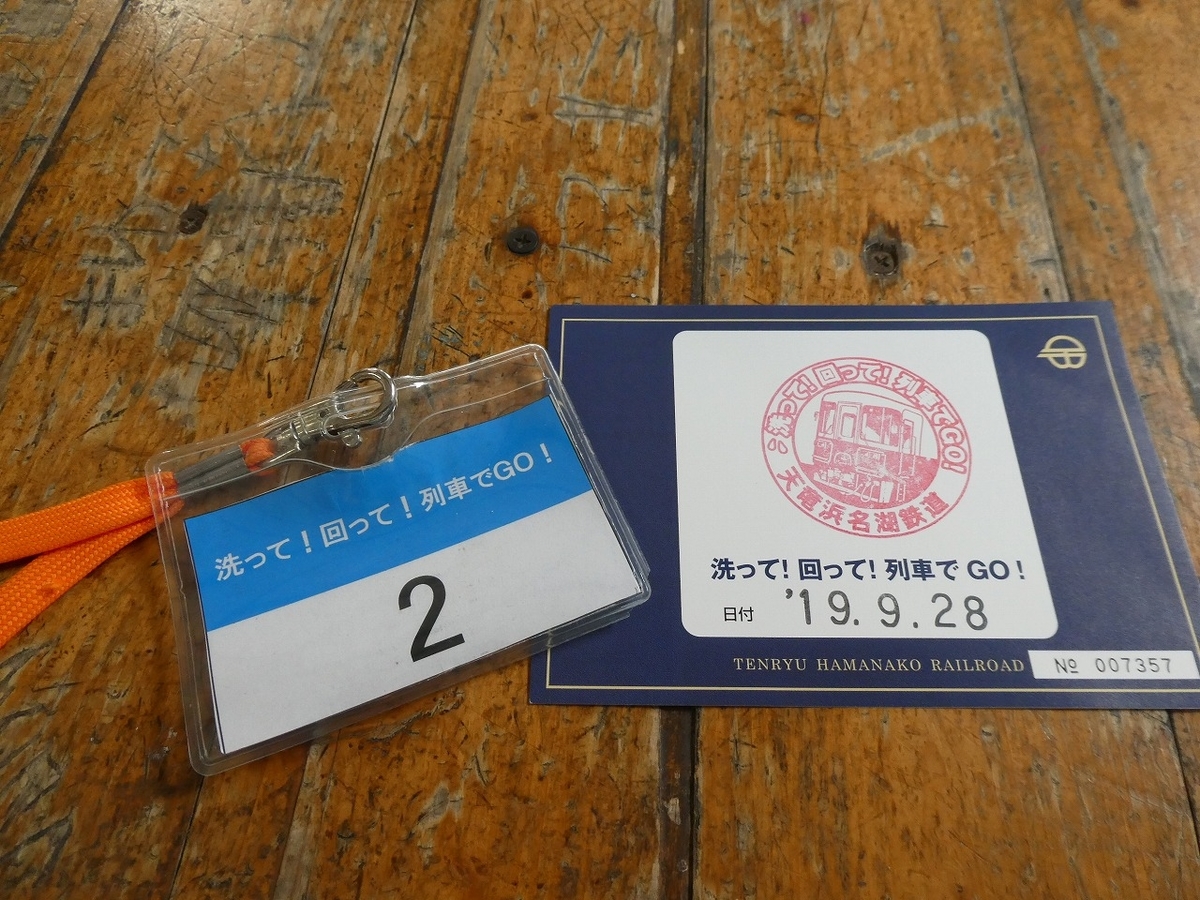 洗って！回って！列車でGO！
2
洗って! 回って! 列車でGO!
天竜浜名湖鉄道
洗って! 回って! 列車で GO !
日付 '19. 9. 28
TENRYU HAMANAKO RAILROAD
№ 007357